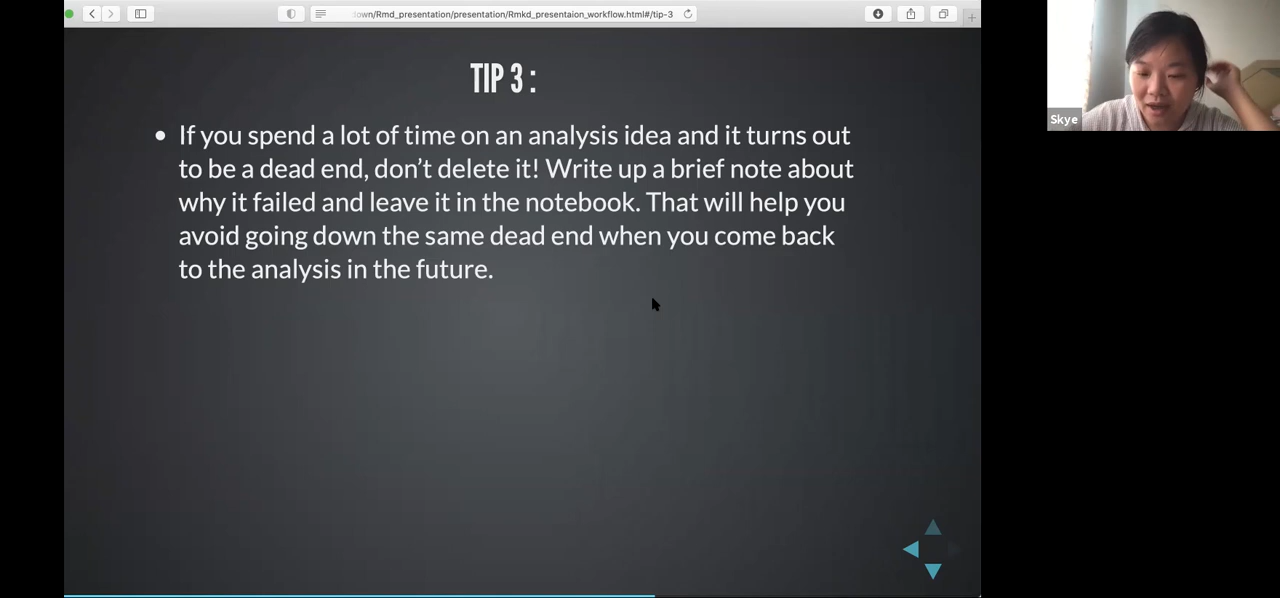 own/Rmd_presentation/presentation/Rmkd_presentaion_workflow.html#/tip-3
TIP 3 :
Skye
• If you spend a lot of time on an analysis idea and it turns out
to be a dead end, don’t delete it! Write up a brief note about
why it failed and leave it in the notebook. That will help you
avoid going down the same dead end when you come back
to the analysis in the future.